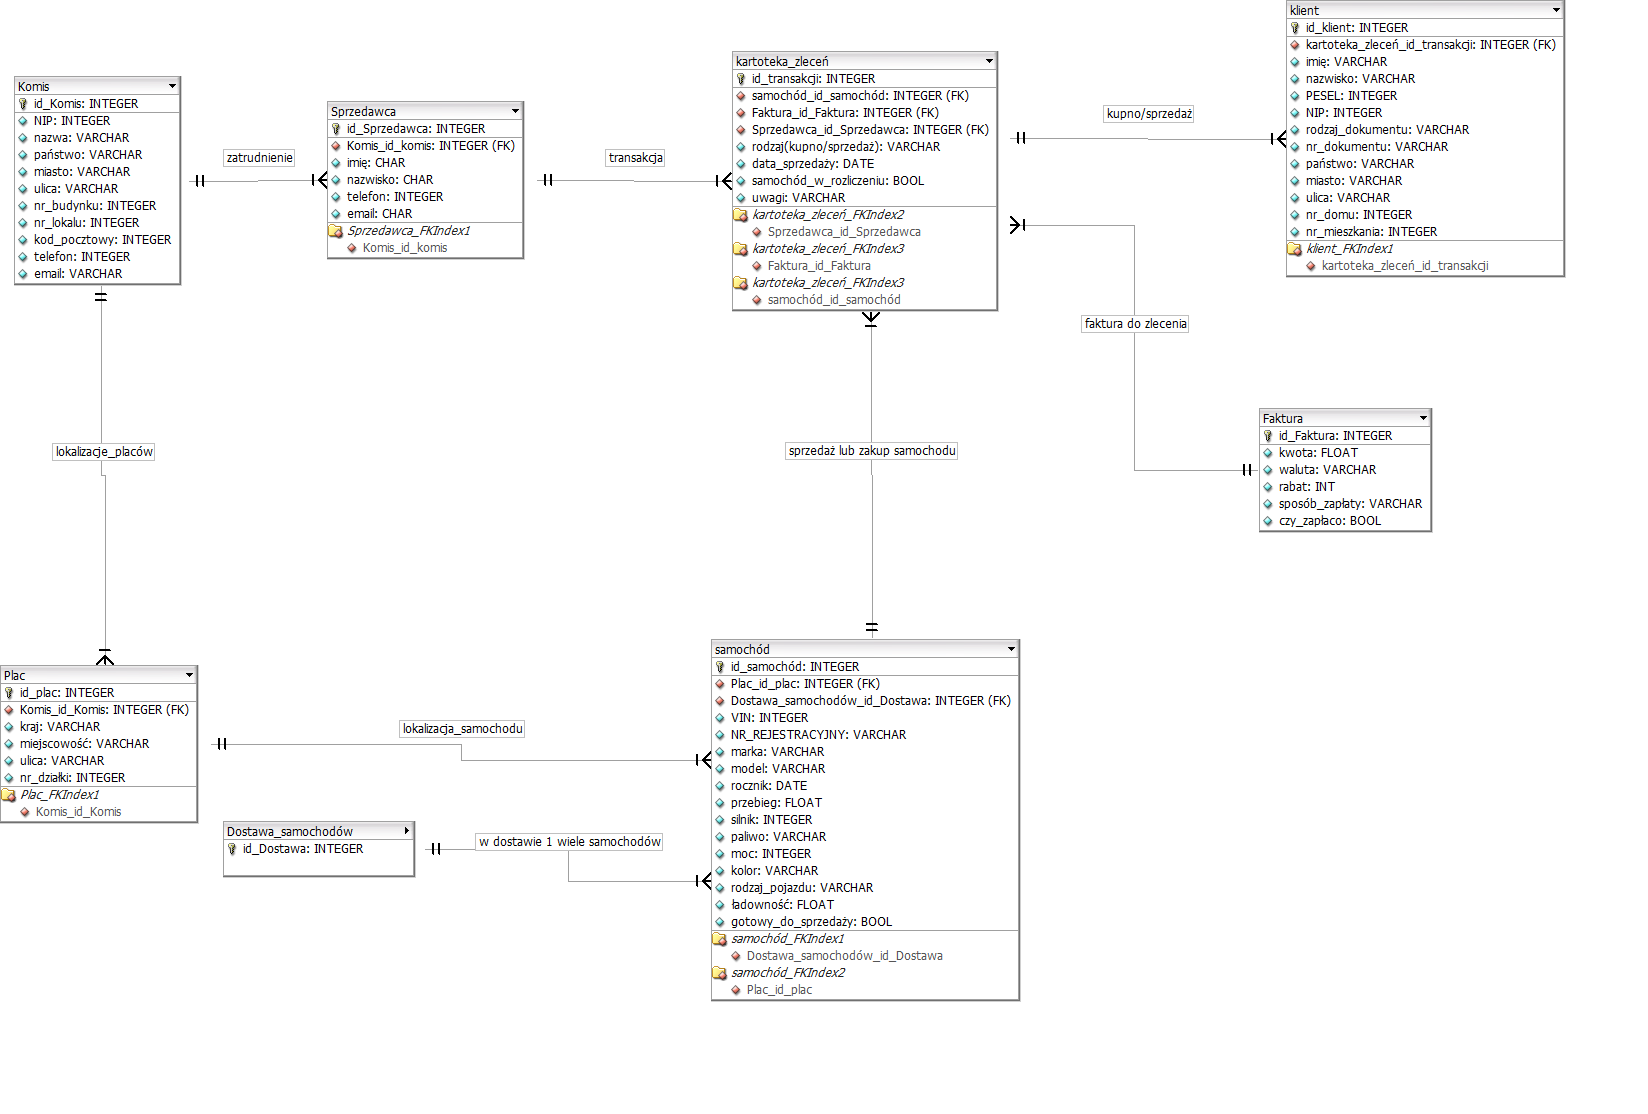 Komis
id_Komis: INTEGER
NIP: INTEGER
nazwa: VARCHAR
państwo: VARCHAR
miasto: VARCHAR
ulica: VARCHAR
nr_budynku: INTEGER
nr_lokalu: INTEGER
kod_pocztowy: INTEGER
telefon: INTEGER
email: VARCHAR
zatrudnienie
Sprzedawca
id_Sprzedawca: INTEGER
Komis_id_komis: INTEGER (FK)
imię: CHAR
nazwisko: CHAR
telefon: INTEGER
email: CHAR
Sprzedawca_FKIndex1
Komis_id_komis
transakcja
kartoteka_zleceń
id_transakcji: INTEGER
samochód_id_samochód: INTEGER (FK)
Faktura_id_Faktura: INTEGER (FK)
Sprzedawca_id_Sprzedawca: INTEGER (FK)
rodzaj(kupno/sprzedaż): VARCHAR
data_sprzedaży: DATE
samochód_w_rozliczeniu: BOOL
uwagi: VARCHAR
kartoteka_zleceń_FKIndex2
Sprzedawca_id_Sprzedawca
kartoteka_zleceń_FKIndex3
Faktura_id_Faktura
kartoteka_zleceń_FKIndex3
samochód_id_samochód
kupno/sprzedaż
klient
id_klient: INTEGER
kartoteka_zleceń_id_transakcji: INTEGER (FK)
imię: VARCHAR
nazwisko: VARCHAR
PESEL: INTEGER
NIP: INTEGER
rodzaj_dokumentu: VARCHAR
nr_dokumentu: VARCHAR
państwo: VARCHAR
miasto: VARCHAR
ulica: VARCHAR
nr_domu: INTEGER
nr_mieszkania: INTEGER
klient_FKIndex1
kartoteka_zleceń_id_transakcji
faktura do zlecenia
Faktura
id_Faktura: INTEGER
kwota: FLOAT
waluta: VARCHAR
rabat: INT
sposób_zapłaty: VARCHAR
czy_zapłaco: BOOL
lokalizacje_placów
sprzedaż lub zakup samochodu
Plac
id_plac: INTEGER
Komis_id_Komis: INTEGER (FK)
kraj: VARCHAR
miejscowość: VARCHAR
ulica: VARCHAR
nr_działki: INTEGER
Plac_FKIndex1
Komis_id_Komis
lokalizacja_samochodu
Dostawa_samochodów
id_Dostawa: INTEGER
w dostawie 1 wiele samochodów
samochód
id_samochód: INTEGER
Plac_id_plac: INTEGER (FK)
Dostawa_samochodów_id_Dostawa: INTEGER (FK)
VIN: INTEGER
NR_REJESTRACYJNY: VARCHAR
marka: VARCHAR
model: VARCHAR
rocznik: DATE
przebieg: FLOAT
silnik: INTEGER
paliwo: VARCHAR
moc: INTEGER
kolor: VARCHAR
rodzaj_pojazdu: VARCHAR
ładowność: FLOAT
gotowy_do_sprzedaży: BOOL
samochód_FKIndex1
Dostawa_samochodów_id_Dostawa
samochód_FKIndex2
Plac_id_plac